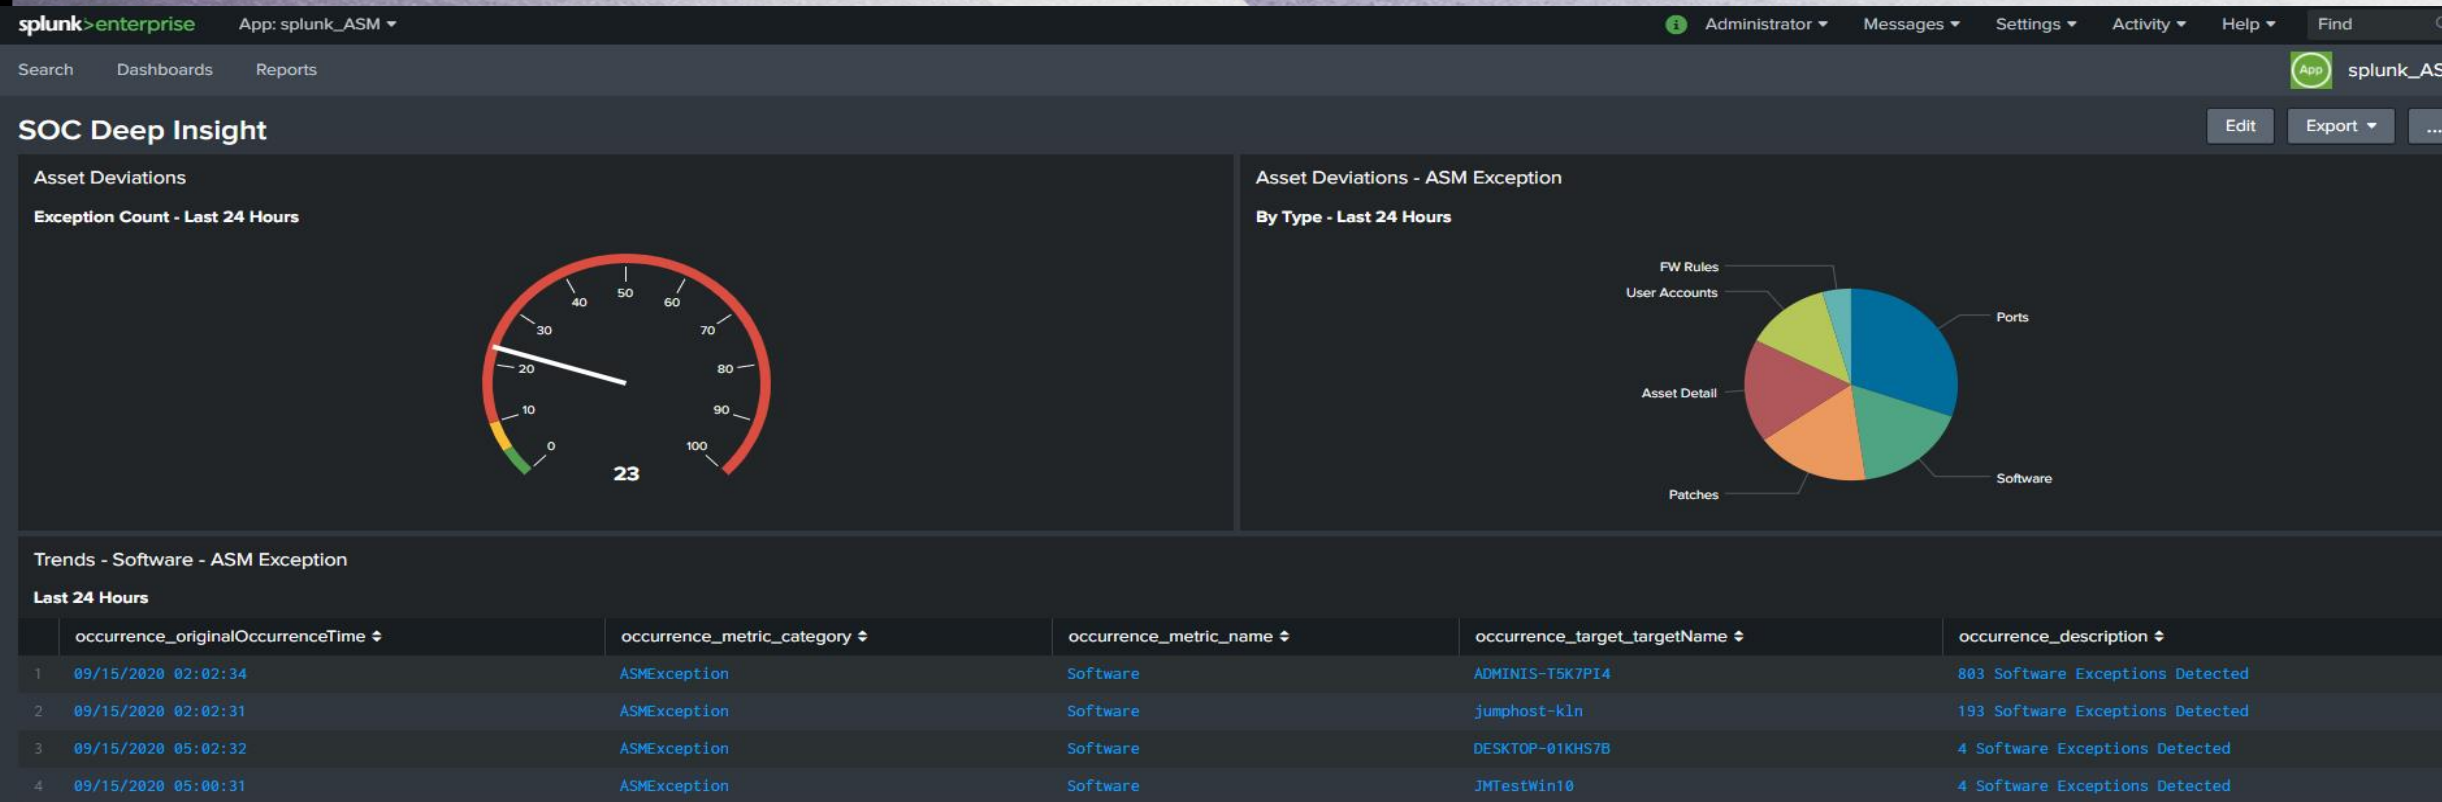 splunk>enterprise App: splunk_ASM Administrator Messages Settings Activity Help Find
Search Dashboards Reports App splunk_AS
SOC Deep Insight Edit Export ...
Asset Deviations
Exception Count - Last 24 Hours
0
10
20
30
40
50
60
70
80
90
100
23
Asset Deviations - ASM Exception
By Type - Last 24 Hours
FW Rules
User Accounts
Ports
Asset Detail
Software
Patches
Trends - Software - ASM Exception
Last 24 Hours
occurrence_originalOccurrenceTime occurrence_metric_category occurrence_metric_name occurrence_target_targetName occurrence_description
1 09/15/2020 02:02:34 ASMException Software ADMINIS-T5K7PI4 803 Software Exceptions Detected
2 09/15/2020 02:02:31 ASMException Software jumphost-kln 193 Software Exceptions Detected
3 09/15/2020 05:02:32 ASMException Software DESKTOP-01KHS7B 4 Software Exceptions Detected
4 09/15/2020 05:00:31 ASMException Software JMTestWin10 4 Software Exceptions Detected